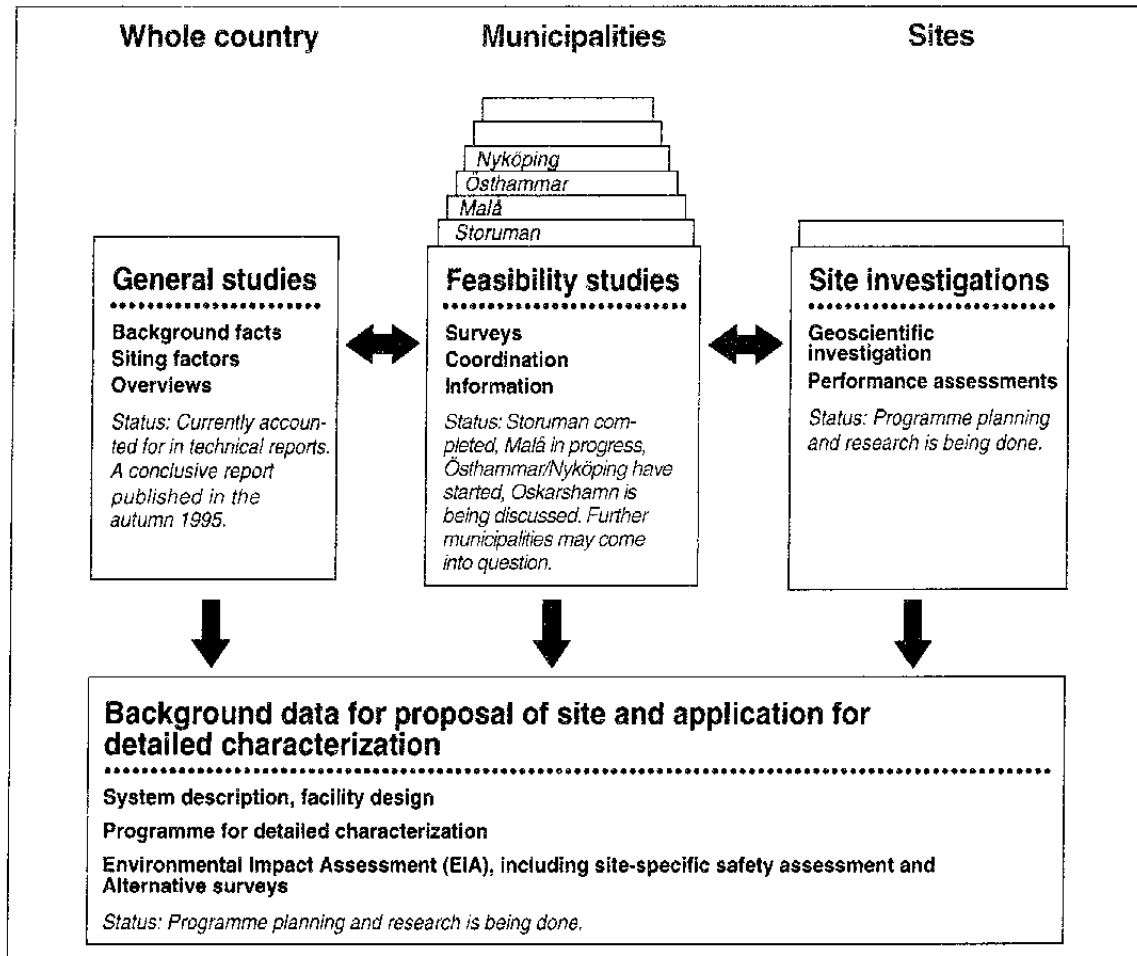 Whole country
Municipalities
Sites
Nyköping
Östhammar
Malå
Storuman
General studies
Background facts
Siting factors
Overviews
Status: Currently accoun-
ted for in technical reports.
A conclusive report
published in the
autumn 1995.
Feasibility studies
Surveys
Coordination
Information
Status: Storuman com-
pleted, Malå in progress,
Östhammar/Nyköping have
started, Oskarshamn is
being discussed. Further
municipalities may come
into question.
Site investigations
Geoscientific
investigation
Performance assessments
Status: Programme planning
and research is being done.
Background data for proposal of site and application for
detailed characterization
System description, facility design
Programme for detailed characterization
Environmental Impact Assessment (EIA), including site-specific safety assessment and
Alternative surveys
Status: Programme planning and research is being done.